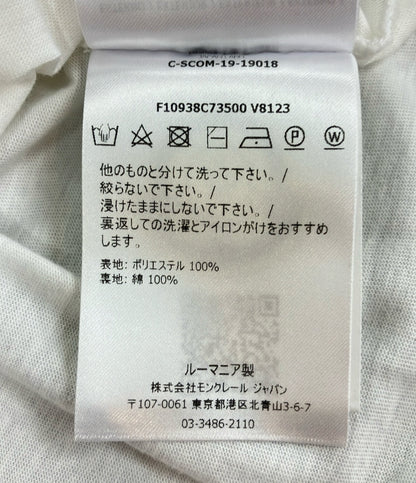 C-SCOM-19-19018
F10938C73500 V8123
他のものと分けて洗って下さい。/
絞らないで下さい。/
浸けたままにしないで下さい。/
裏返しての洗濯とアイロンがけをおすすめ
します。
表地: ポリエステル 100%
裏地: 綿 100%
ルーマニア製
株式会社モンクレール ジャパン
〒107-0061 東京都港区北青山3-6-7
03-3486-2110